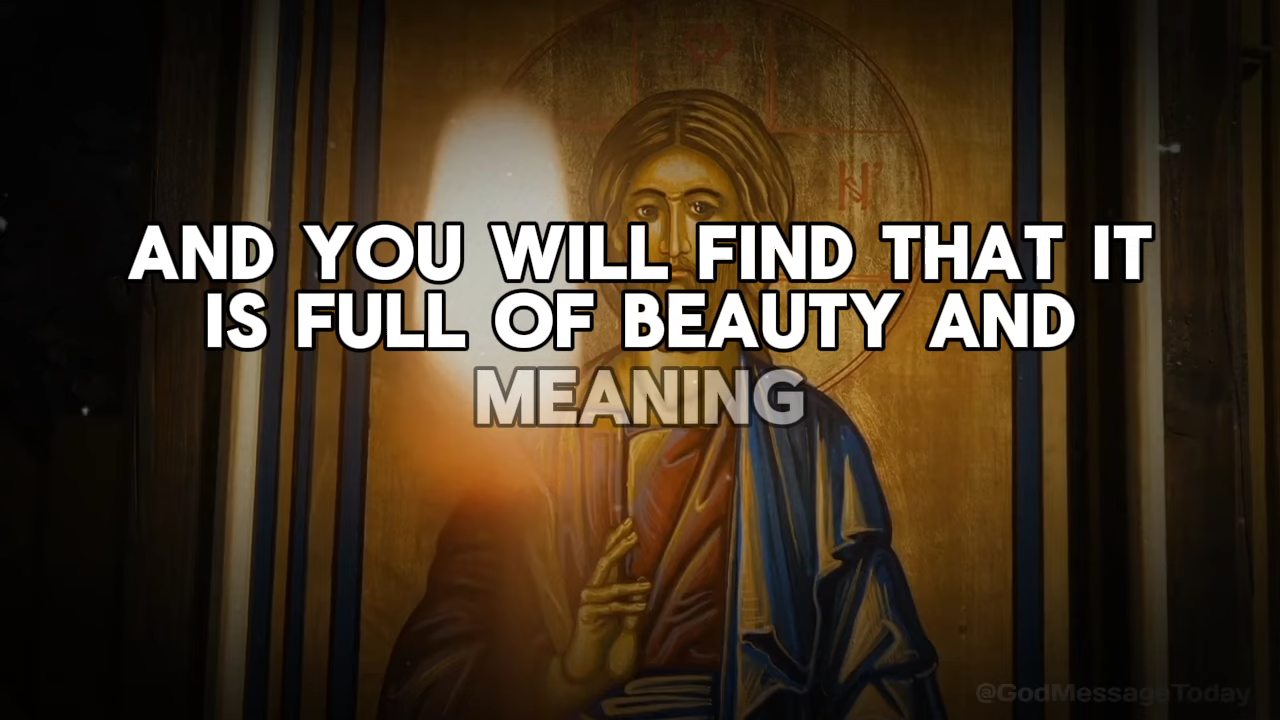 AND YOU WILL FIND THAT IT
IS FULL OF BEAUTY AND
MEANING
@GodMessageToday